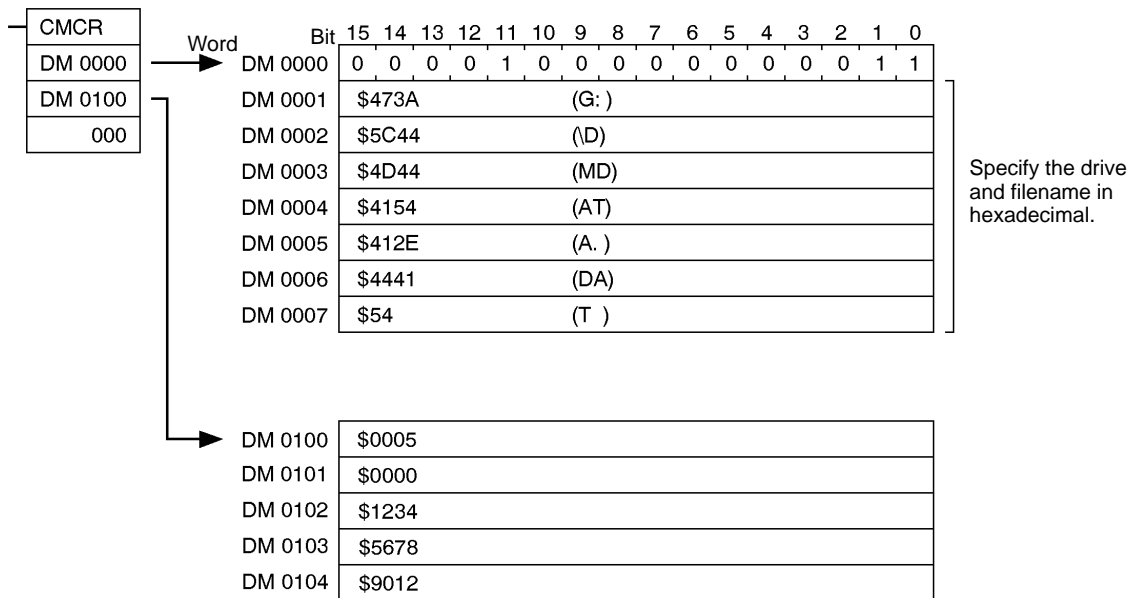 CMCR
DM 0000
DM 0100
000
Word
Bit 15 14 13 12 11 10 9 8 7 6 5 4 3 2 1 0
DM 0000 0 0 0 0 1 0 0 0 0 0 0 0 0 0 1 1
DM 0001 $473A (G: )
DM 0002 $5C44 (\D)
DM 0003 $4D44 (MD)
DM 0004 $4154 (AT)
DM 0005 $412E (A. )
DM 0006 $4441 (DA)
DM 0007 $54 (T )
Specify the drive
and filename in
hexadecimal.
DM 0100 $0005
DM 0101 $0000
DM 0102 $1234
DM 0103 $5678
DM 0104 $9012